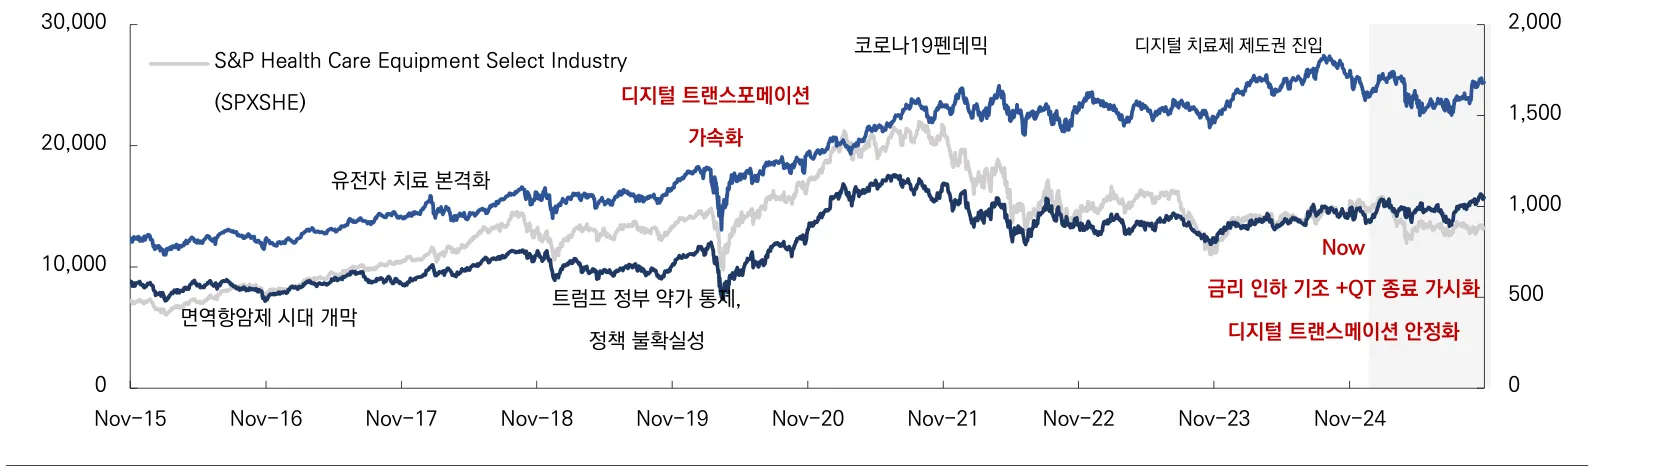 30,000
2,000
코로나19펜데믹
디지털 치료제 제도권 진입
S&P Health Care Equipment Select Industry
(SPXSHE)
디지털 트랜스포메이션
가속화
1,500
20,000
유전자 치료 본격화
1,000
Now
10,000
금리 인하 기조 +QT 종료 가시화
500
트럼프 정부 약가 통제,
면역항암제 시대 개막
디지털 트랜스메이션 안정화
정책 불확실성
0
0
Nov-15
Nov-16
Nov-17
Nov-18
Nov-19
Nov-20
Nov-21
Nov-22
Nov-23
Nov-24